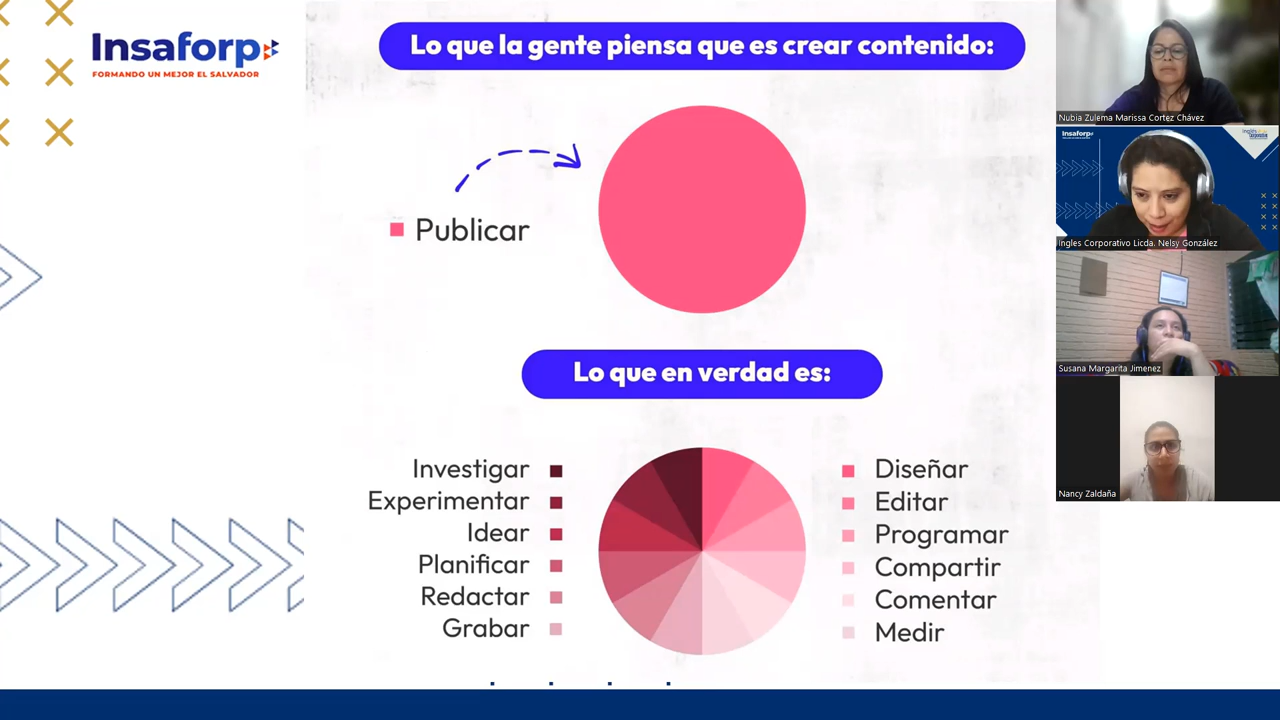 Insaforp
FORMANDO UN MEJOR EL SALVADOR
Lo que la gente piensa que es crear contenido:
Publicar
Lo que en verdad es:
Investigar
Experimentar
Idear
Planificar
Redactar
Grabar
Diseñar
Editar
Programar
Compartir
Comentar
Medir
Nubia Zulema Marissa Cortez Chávez
Insaforp
Ingles Corporativo Licda. Nelsy González
Susana Margarita Jimenez
Nancy Zaldaña